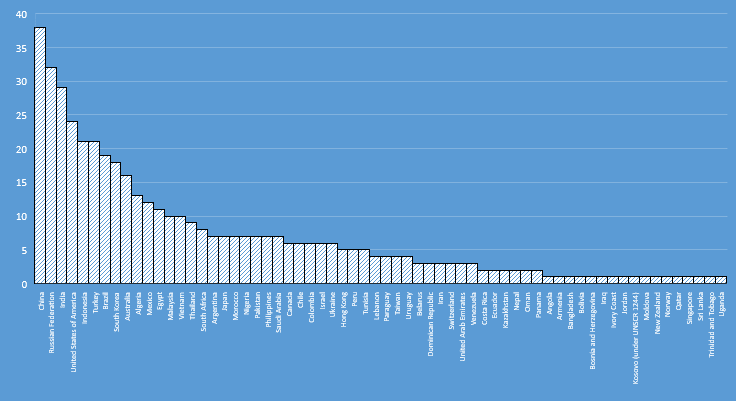 40
35
30
25
20
15
10
5
0
China
Russian Federation
India
United States of America
Indonesia
Turkey
Brazil
South Korea
Australia
Algeria
Mexico
Egypt
Malaysia
Vietnam
Thailand
South Africa
Argentina
Japan
Morocco
Nigeria
Pakistan
Philippines
Saudi Arabia
Canada
Chile
Colombia
Israel
Ukraine
Hong Kong
Peru
Tunisia
Lebanon
Paraguay
Taiwan
Uruguay
Belarus
Dominican Republic
Iran
Switzerland
United Arab Emirates
Venezuela
Costa Rica
Ecuador
Kazakhstan
Nepal
Oman
Panama
Angola
Armenia
Bangladesh
Bolivia
Bosnia and Herzegovina
Iraq
Ivory Coast
Jordan
Kosovo (under UNSCR 1244)
Moldova
New Zealand
Norway
Qatar
Singapore
Sri Lanka
Trinidad and Tobago
Uganda